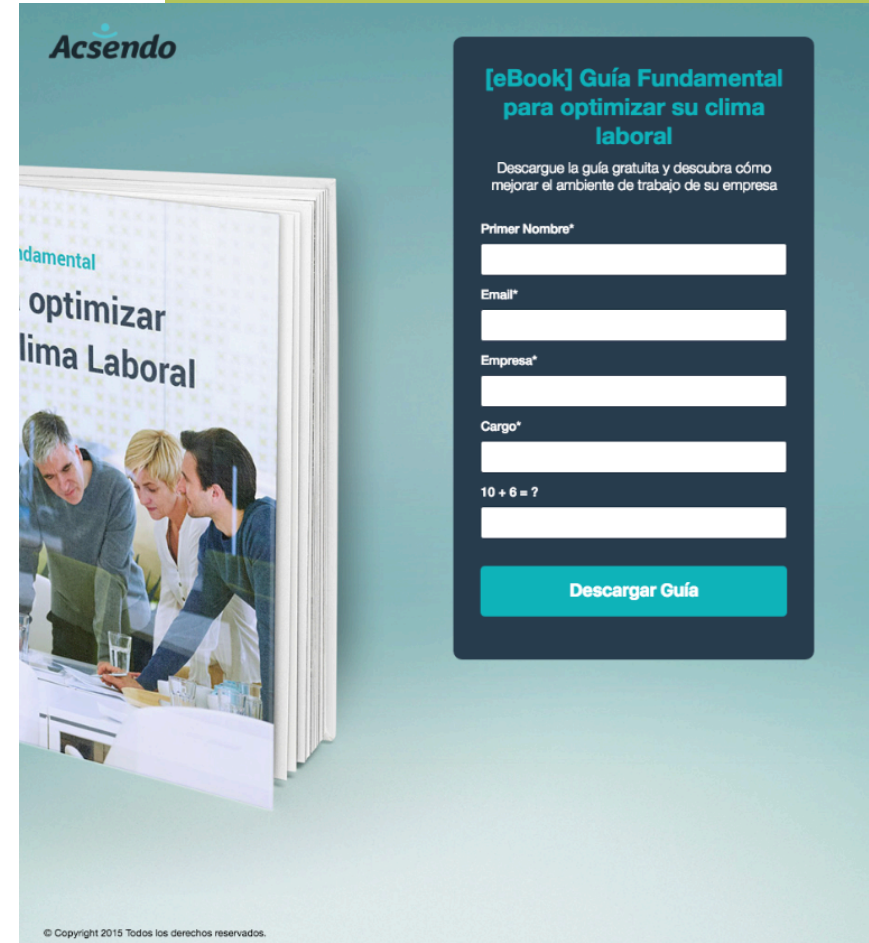 Acsendo
[eBook] Guía Fundamental
para optimizar su clima
laboral
Descargue la guía gratuita y descubra cómo
mejorar el ambiente de trabajo de su empresa
Primer Nombre*
Email*
Empresa*
Cargo*
10 + 6 = ?
Descargar Guía
ndamental
optimizar
lima Laboral
© Copyright 2015 Todos los derechos reservados.